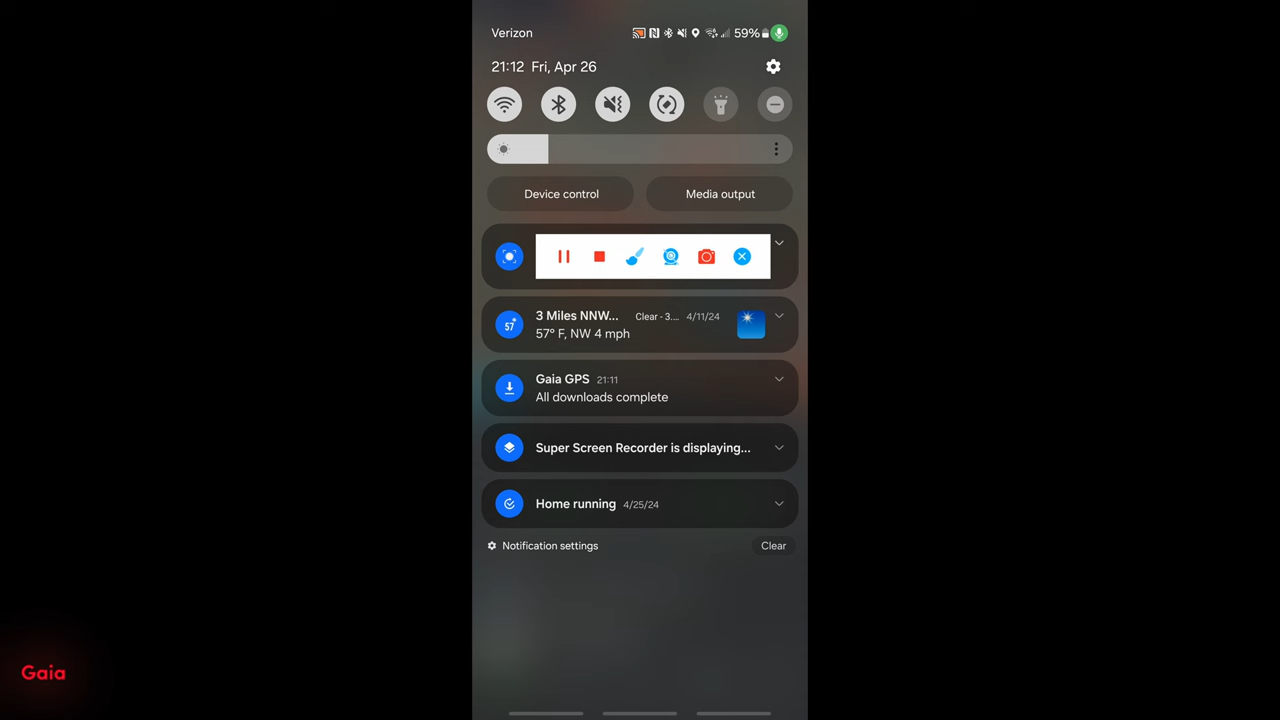 Verizon
59%
21:12 Fri, Apr 26
Device control
Media output
57°
3 Miles NNW... Clear - 3.... 4/11/24
57° F, NW 4 mph
Gaia GPS 21:11
All downloads complete
Super Screen Recorder is displaying...
Home running 4/25/24
Notification settings
Clear
Gaia